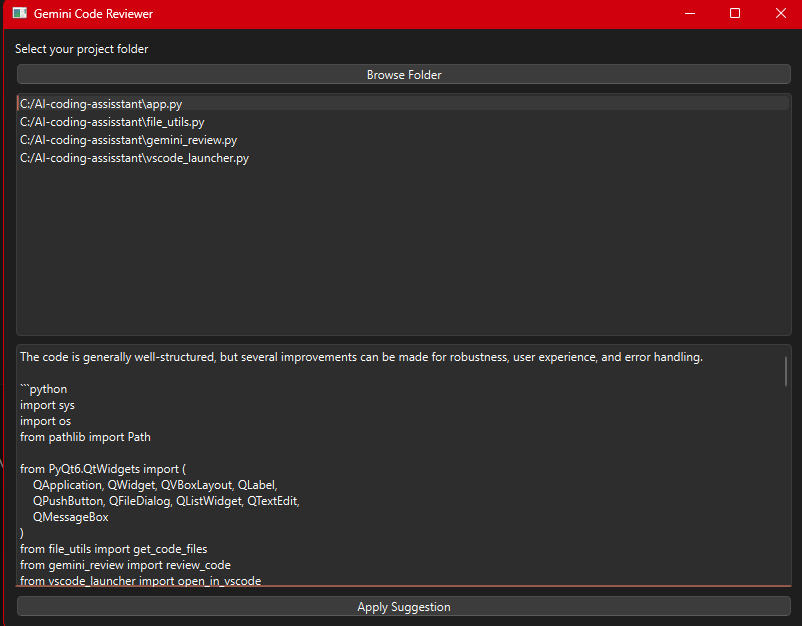 Gemini Code Reviewer
Select your project folder
Browse Folder
C:/AI-coding-assisstant\app.py
C:/AI-coding-assisstant\file_utils.py
C:/AI-coding-assisstant\gemini_review.py
C:/AI-coding-assisstant\vscode_launcher.py
The code is generally well-structured, but several improvements can be made for robustness, user experience, and error handling.
```python
import sys
import os
from pathlib import Path
from PyQt6.QtWidgets import (
    QApplication, QWidget, QVBoxLayout, QLabel,
    QPushButton, QFileDialog, QListWidget, QTextEdit,
    QMessageBox
)
from file_utils import get_code_files
from gemini_review import review_code
from vscode_launcher import open_in_vscode
Apply Suggestion